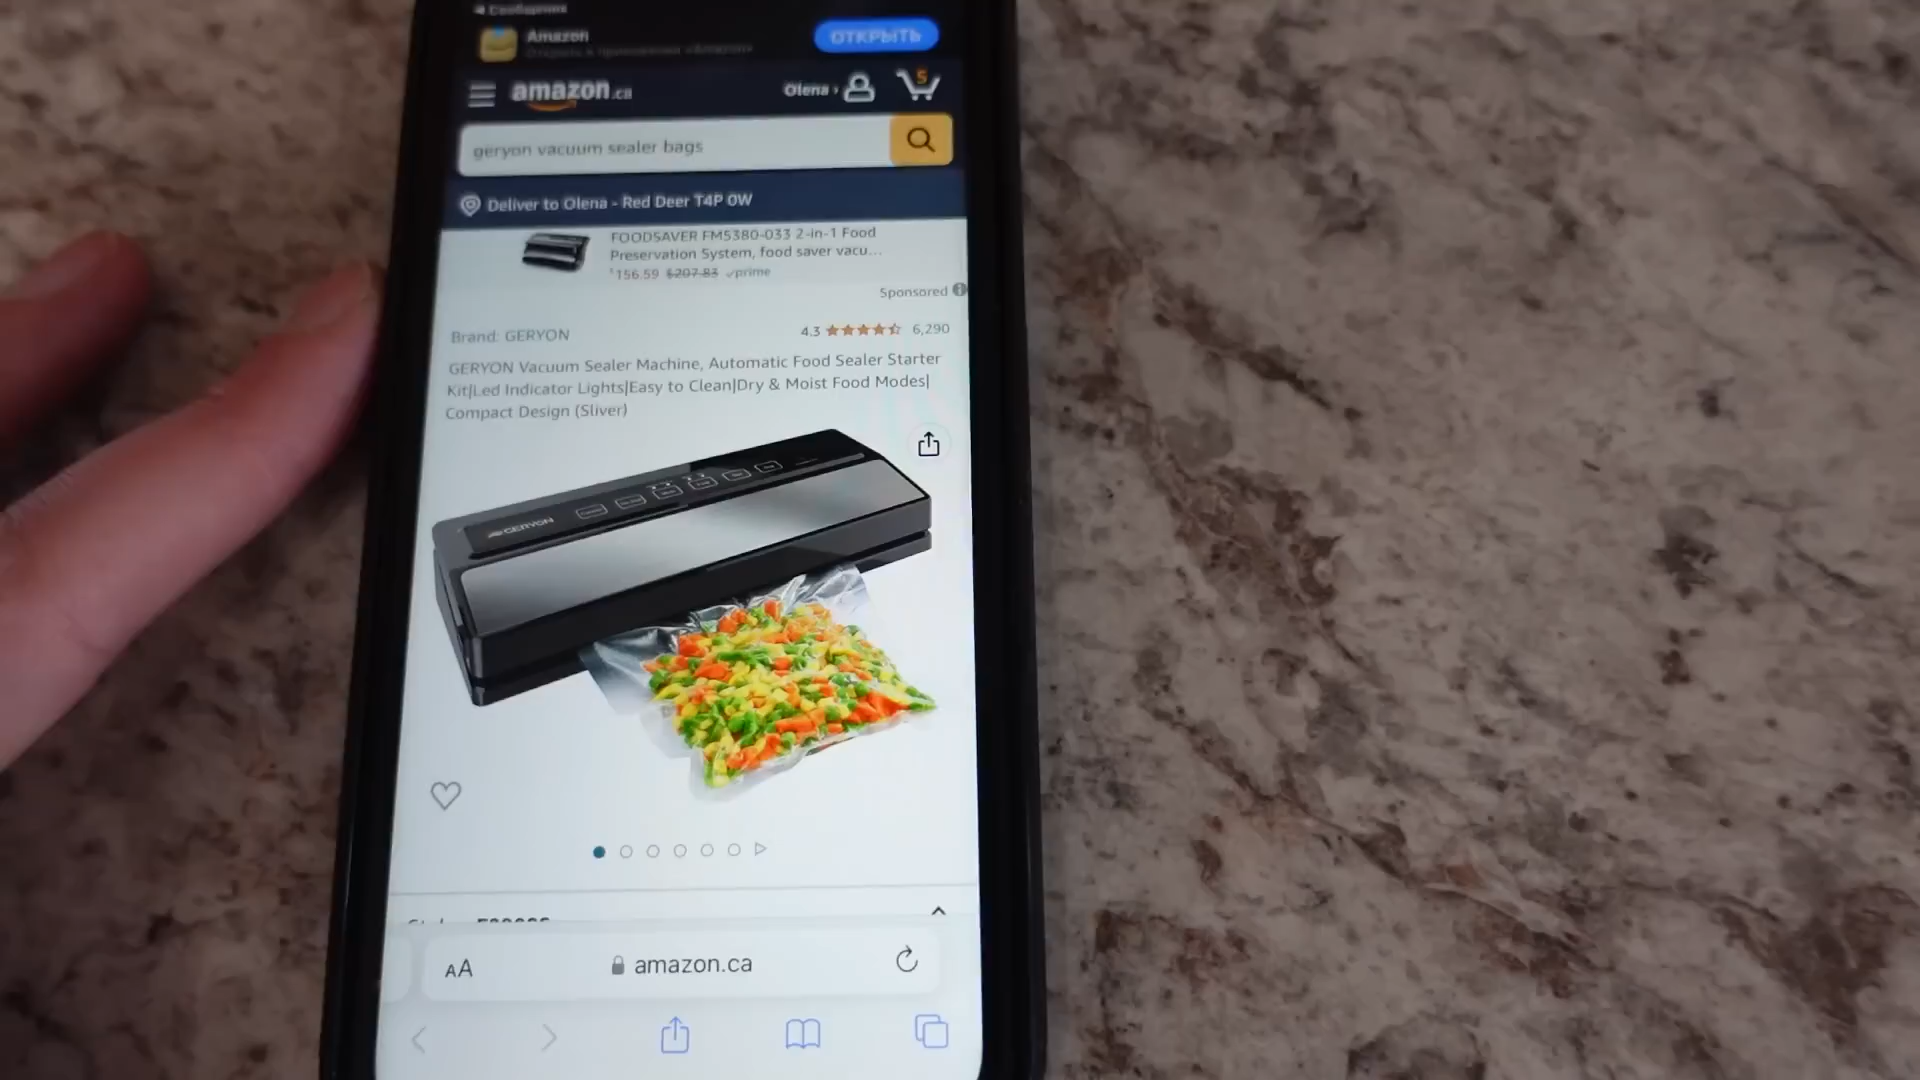 Сообщения
Amazon
ОТКРЫТЬ
amazon.ca
Olena ›
5
geryon vacuum sealer bags
Deliver to Olena - Red Deer T4P 0W
FOODSAVER FM5380-033 2-in-1 Food
Preservation System, food saver vacu...
$156.59 $207.83 prime
Sponsored
Brand: GERYON
4.3 6,290
GERYON Vacuum Sealer Machine, Automatic Food Sealer Starter
Kit|Led Indicator Lights|Easy to Clean|Dry & Moist Food Modes|
Compact Design (Sliver)
GERYON
AA
amazon.ca